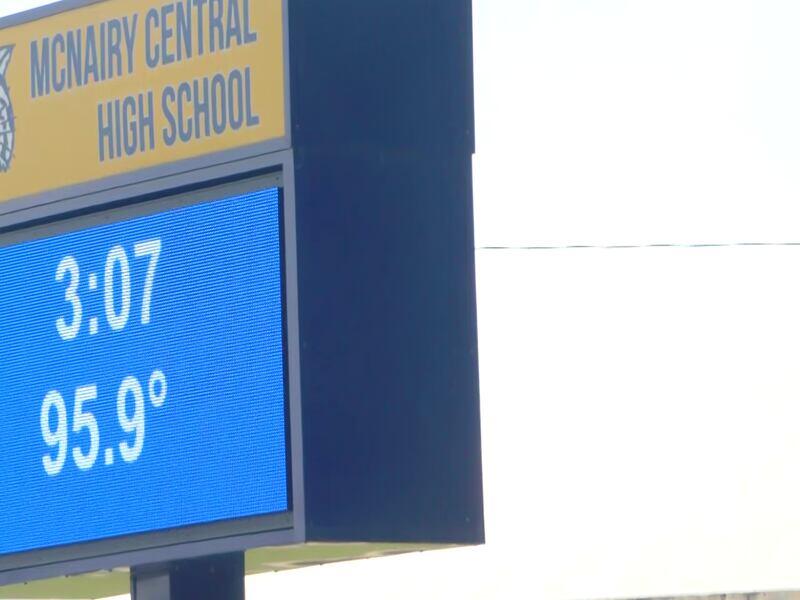 MCNAIRY CENTRAL
HIGH SCHOOL
3:07
95.9°